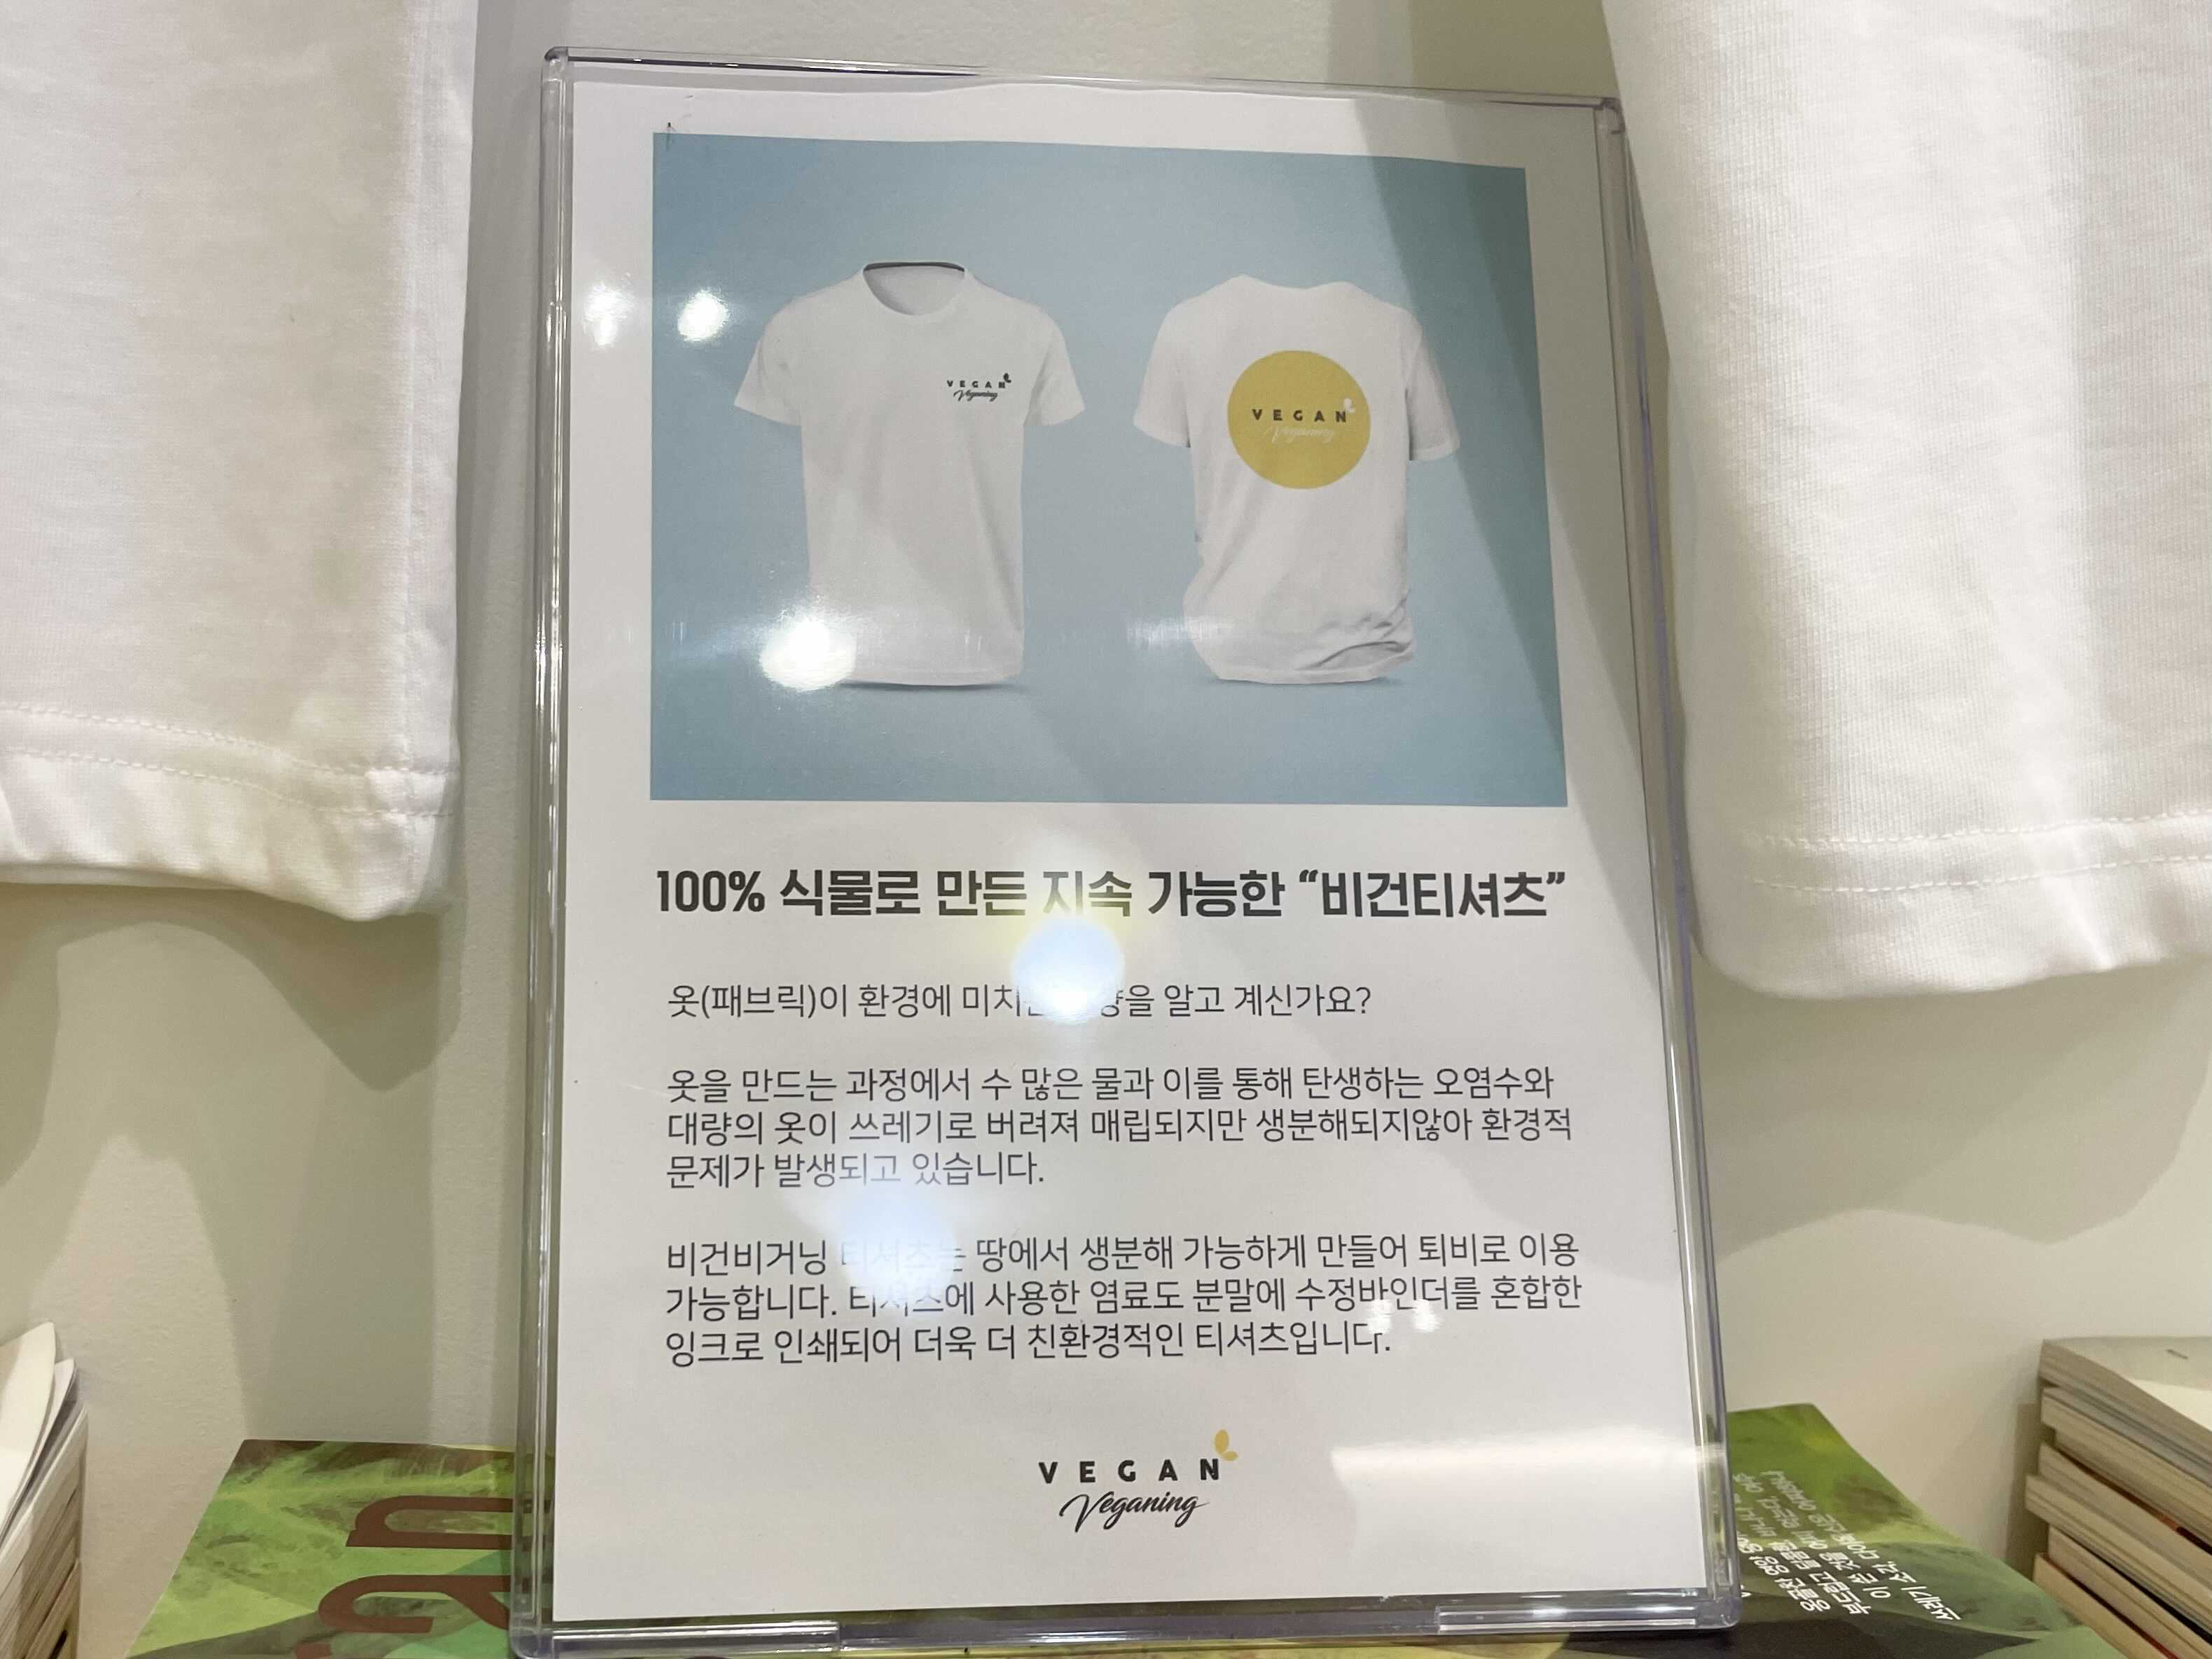 VEGAN
Veganing
VEGAN
Veganing
100% 식물로 만든 지속 가능한 “비건티셔츠”
옷(패브릭)이 환경에 알고 계신가요?
옷을 만드는 과정에서 수 많은 물과 이를 통해 탄생하는 오염수와
대량의 옷이 쓰레기로 버려져 매립되지만 생분해되지않아 환경적
문제가 발생되고 있습니다.
비건비거닝 티셔츠는 땅에서 생분해 가능하게 만들어 퇴비로 이용
가능합니다. 티셔츠에 사용한 염료도 분말에 수정바인더를 혼합한
잉크로 인쇄되어 더욱 더 친환경적인 티셔츠입니다.
VEGAN
Veganing